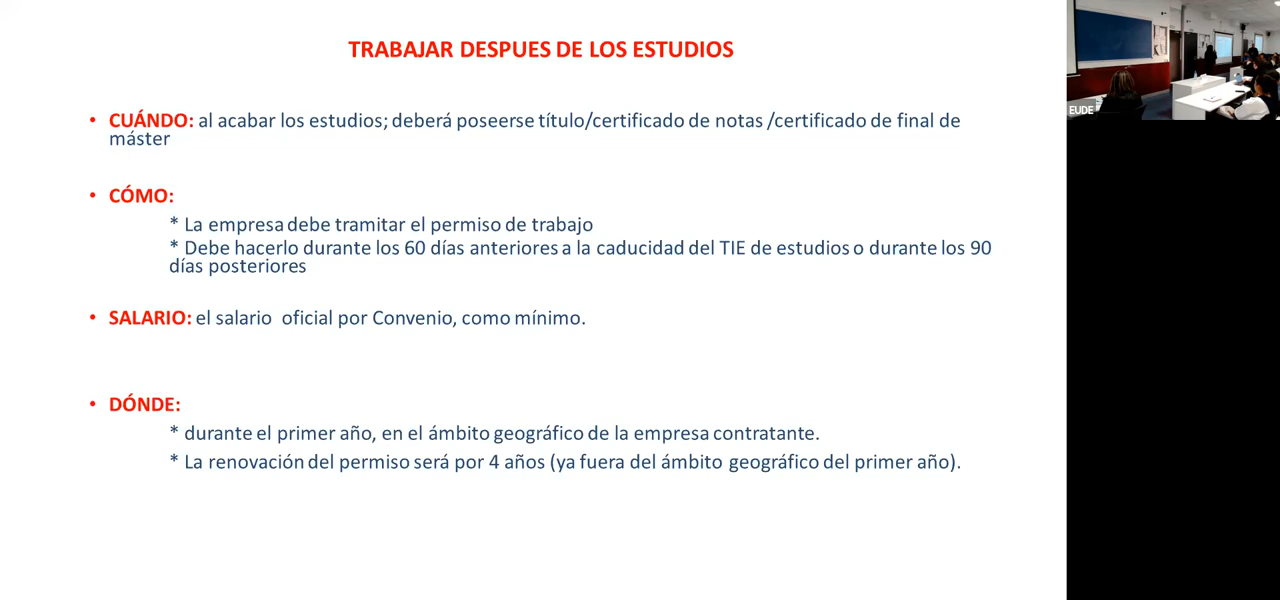 TRABAJAR DESPUES DE LOS ESTUDIOS
• CUÁNDO: al acabar los estudios; deberá poseerse título/certificado de notas /certificado de final de
máster
• CÓMO:
* La empresa debe tramitar el permiso de trabajo
* Debe hacerlo durante los 60 días anteriores a la caducidad del TIE de estudios o durante los 90
días posteriores
• SALARIO: el salario oficial por Convenio, como mínimo.
• DÓNDE:
* durante el primer año, en el ámbito geográfico de la empresa contratante.
* La renovación del permiso será por 4 años (ya fuera del ámbito geográfico del primer año).
EUDE